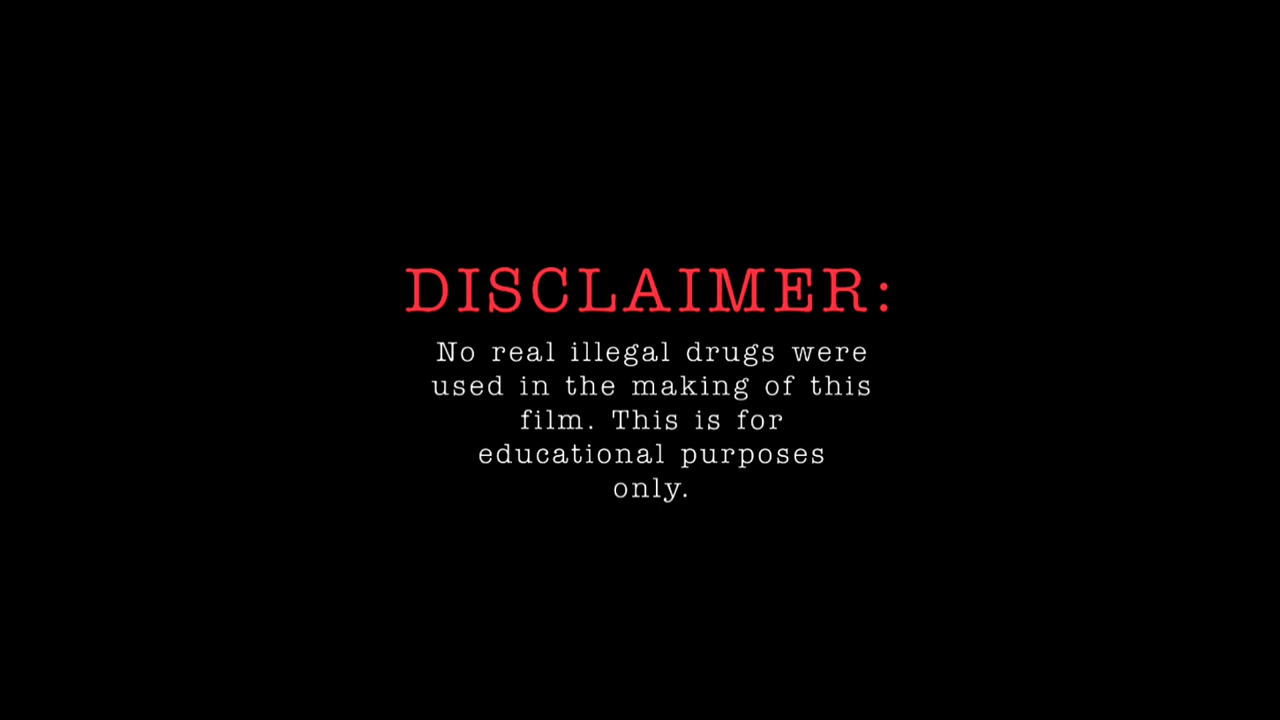 DISCLAIMER:
No real illegal drugs were
used in the making of this
film. This is for
educational purposes
only.